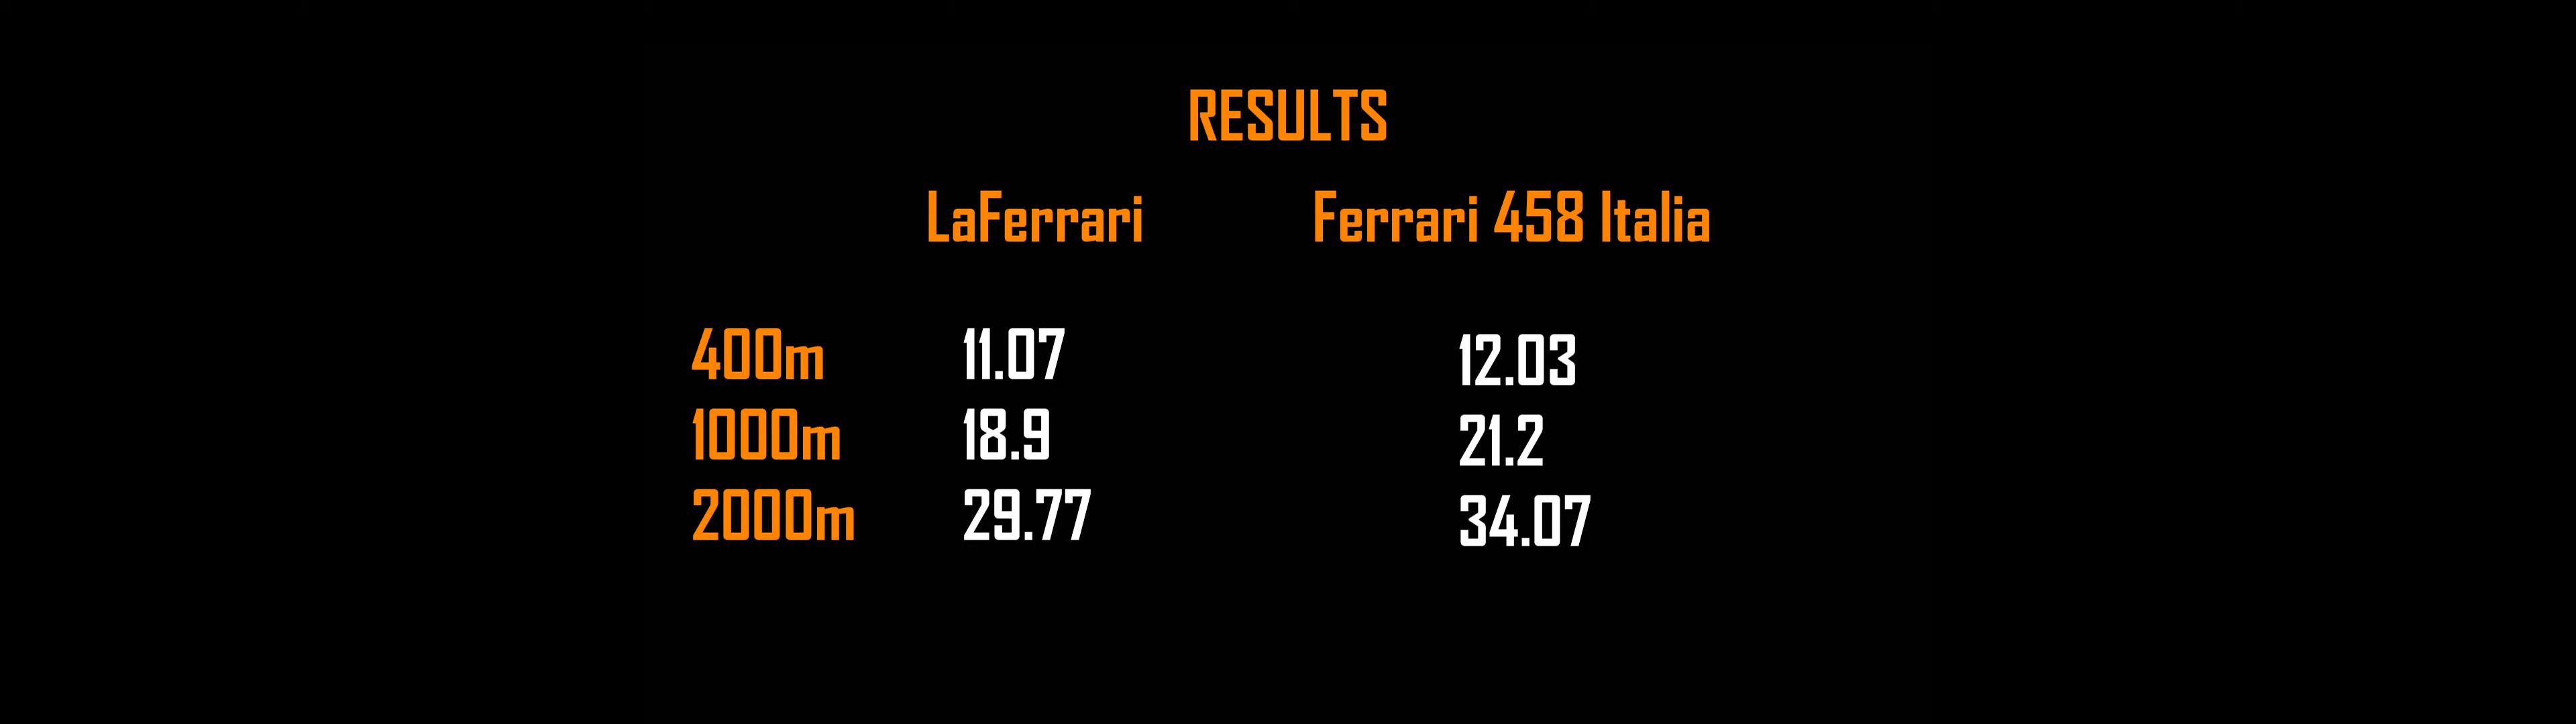 RESULTS
LaFerrari Ferrari 458 Italia
400m 11.07 12.03
1000m 18.9 21.2
2000m 29.77 34.07